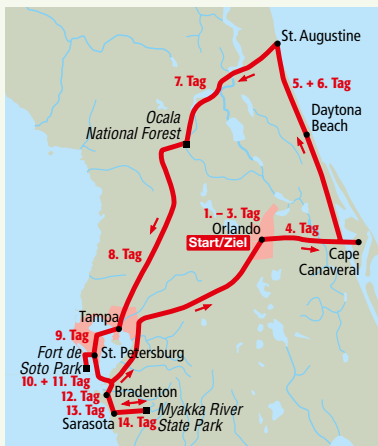 St. Augustine
7. Tag
5. + 6. Tag
Daytona
Beach
Ocala
National Forest
1. – 3. Tag
Orlando
4. Tag
Start/Ziel
8. Tag
Cape
Canaveral
Tampa
9. Tag
Fort de
Soto Park
St. Petersburg
10. + 11. Tag
12. Tag
Bradenton
13. Tag
Myakka River
State Park
Sarasota
14. Tag